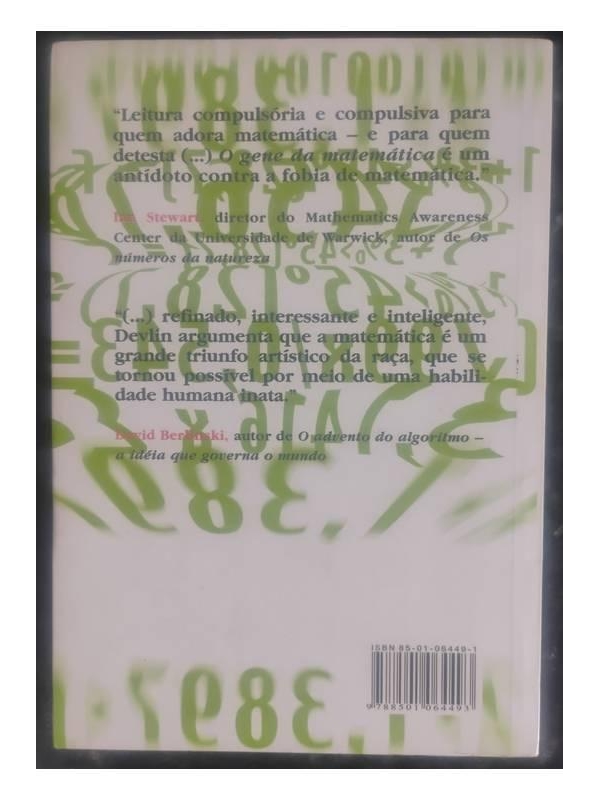 “Leitura compulsória e compulsiva para
quem adora matemática – e para quem
detesta (...) O gene da matemática é um
antídoto contra a fobia de matemática.”
Ian Stewart, diretor do Mathematics Awareness
Center da Universidade de Warwick, autor de Os
números da natureza
“(...) refinado, interessante e inteligente,
Devlin argumenta que a matemática é um
grande triunfo artístico da raça, que se
tornou possível por meio de uma habili-
dade humana inata.”
David Berlinski, autor de O advento do algoritmo –
a idéia que governa o mundo
ISBN 85-01-06449-1
9 788501 064493